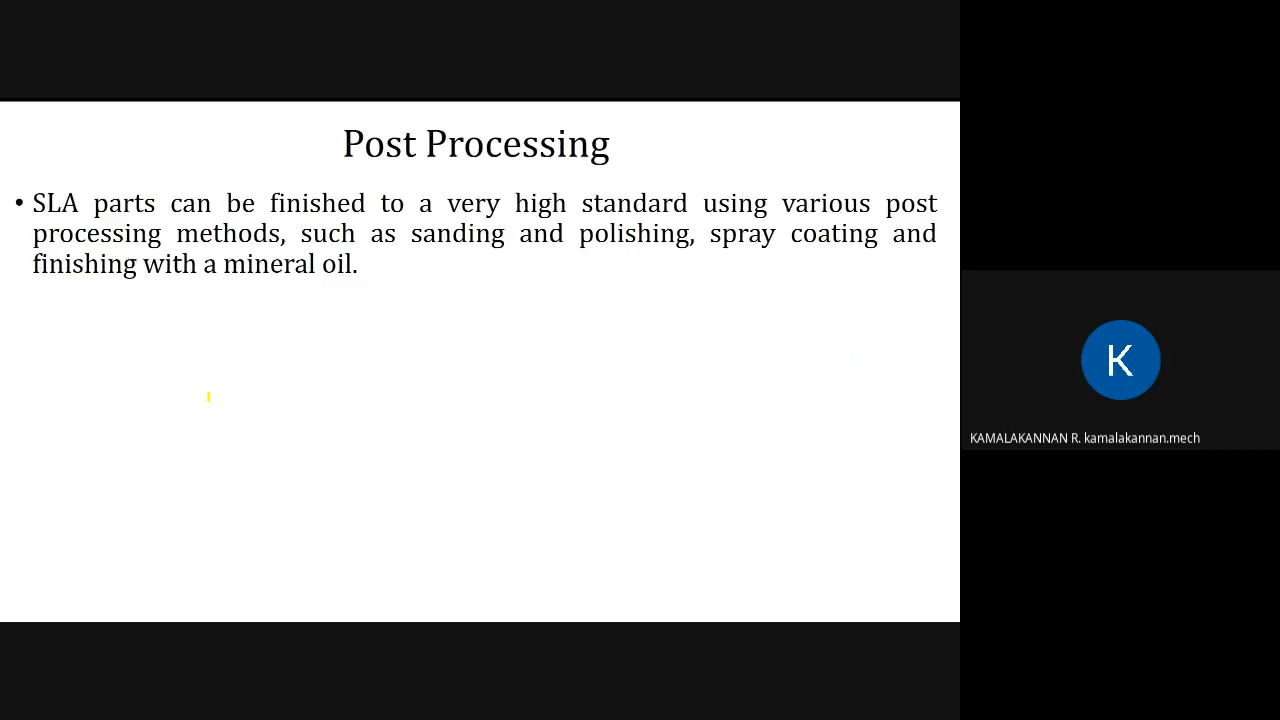 Post Processing
• SLA parts can be finished to a very high standard using various post
processing methods, such as sanding and polishing, spray coating and
finishing with a mineral oil.
K
KAMALAKANNAN R. kamalakannan.mech